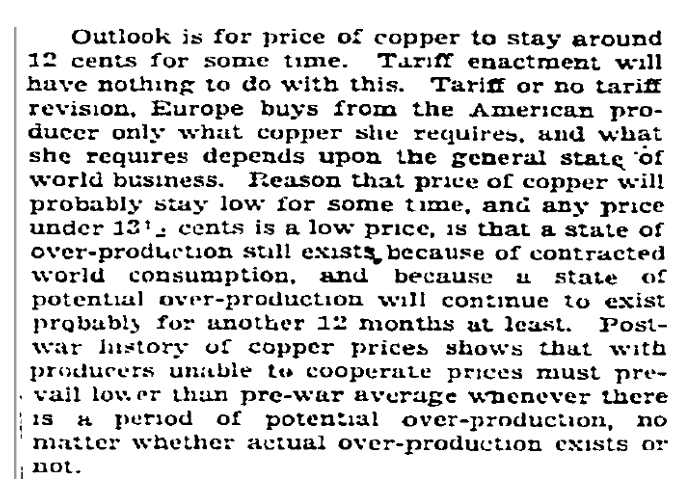 Outlook is for price of copper to stay around
12 cents for some time. Tariff enactment will
have nothing to do with this. Tariff or no tariff
revision, Europe buys from the American pro-
ducer only what copper she requires, and what
she requires depends upon the general state of
world business. Reason that price of copper will
probably stay low for some time, and any price
under 13½ cents is a low price, is that a state of
over-production still exists because of contracted
world consumption, and because a state of
potential over-production will continue to exist
probably for another 12 months at least. Post-
war history of copper prices shows that with
producers unable to cooperate prices must pre-
vail lower than pre-war average whenever there
is a period of potential over-production, no
matter whether actual over-production exists or
not.